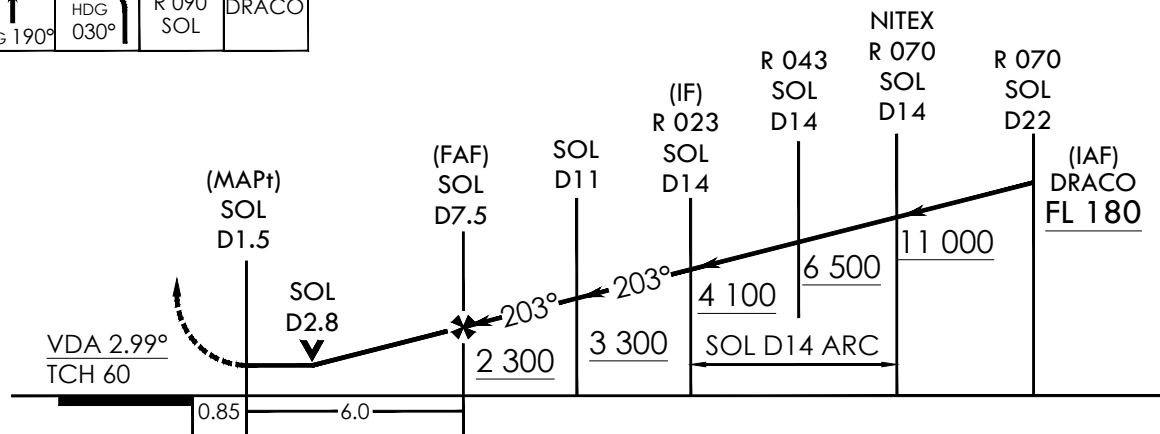 G 190°
HDG
030°
R 090
SOL
DRACO
NITEX
R 070
SOL
D14
R 043
SOL
D14
R 070
SOL
D22
(IF)
R 023
SOL
D14
(IAF)
DRACO
FL 180
SOL
D11
(FAF)
SOL
D7.5
(MAPt)
SOL
D1.5
SOL
D2.8
11 000
6 500
4 100
203°
203°
3 300
2 300
SOL D14 ARC
VDA 2.99°
TCH 60
0.85
6.0